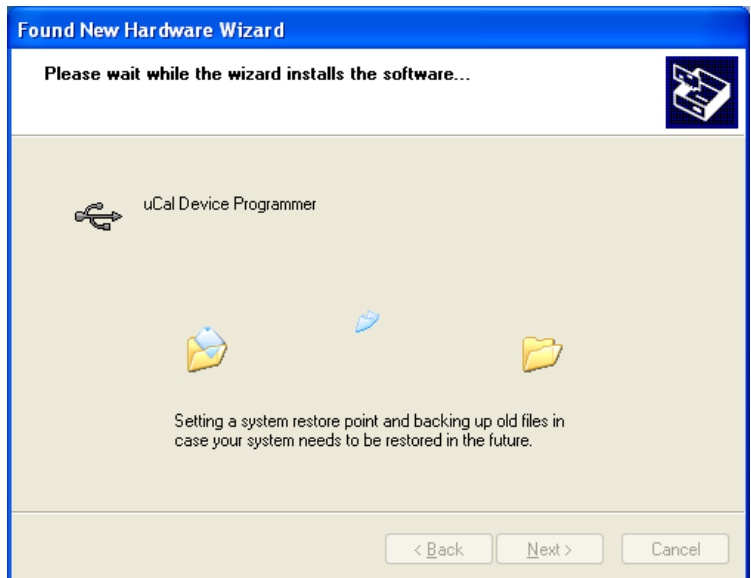 Found New Hardware Wizard
Please wait while the wizard installs the software...
uCal Device Programmer
Setting a system restore point and backing up old files in
case your system needs to be restored in the future.
< Back
Next >
Cancel